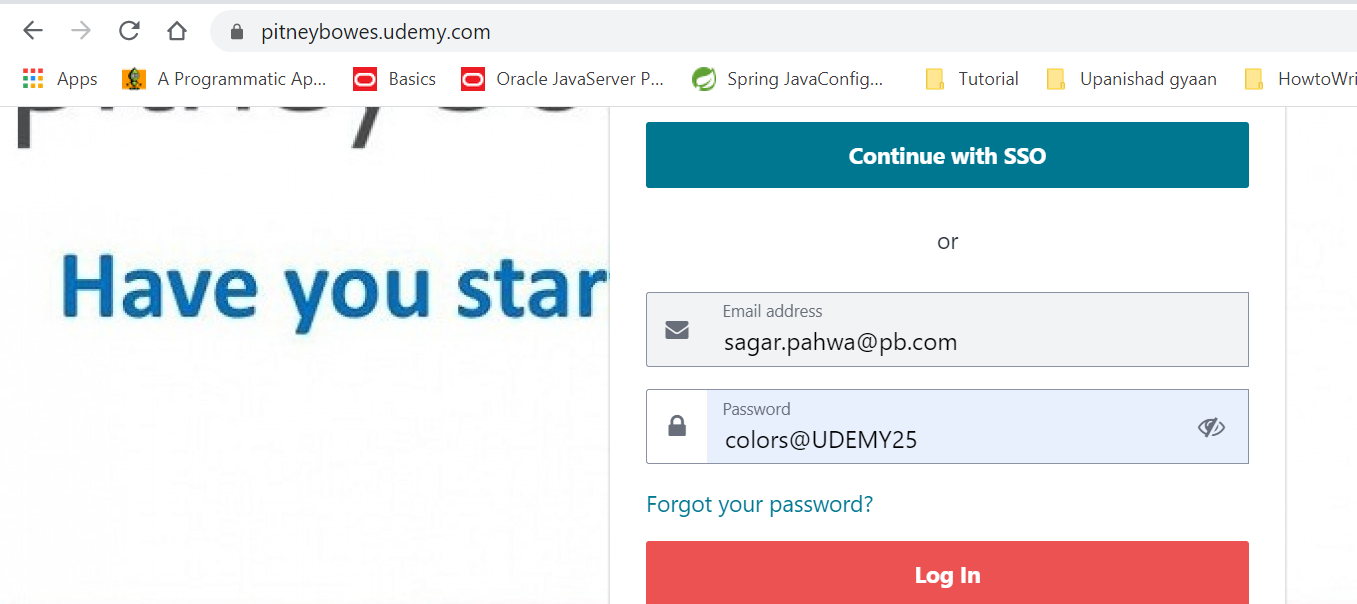 pitneybowes.udemy.com
Apps
A Programmatic Ap...
Basics
Oracle JavaServer P...
Spring JavaConfig...
Tutorial
Upanishad gyaan
HowtoWri
Have you star
Continue with SSO
or
Email address
sagar.pahwa@pb.com
Password
colors@UDEMY25
Forgot your password?
Log In